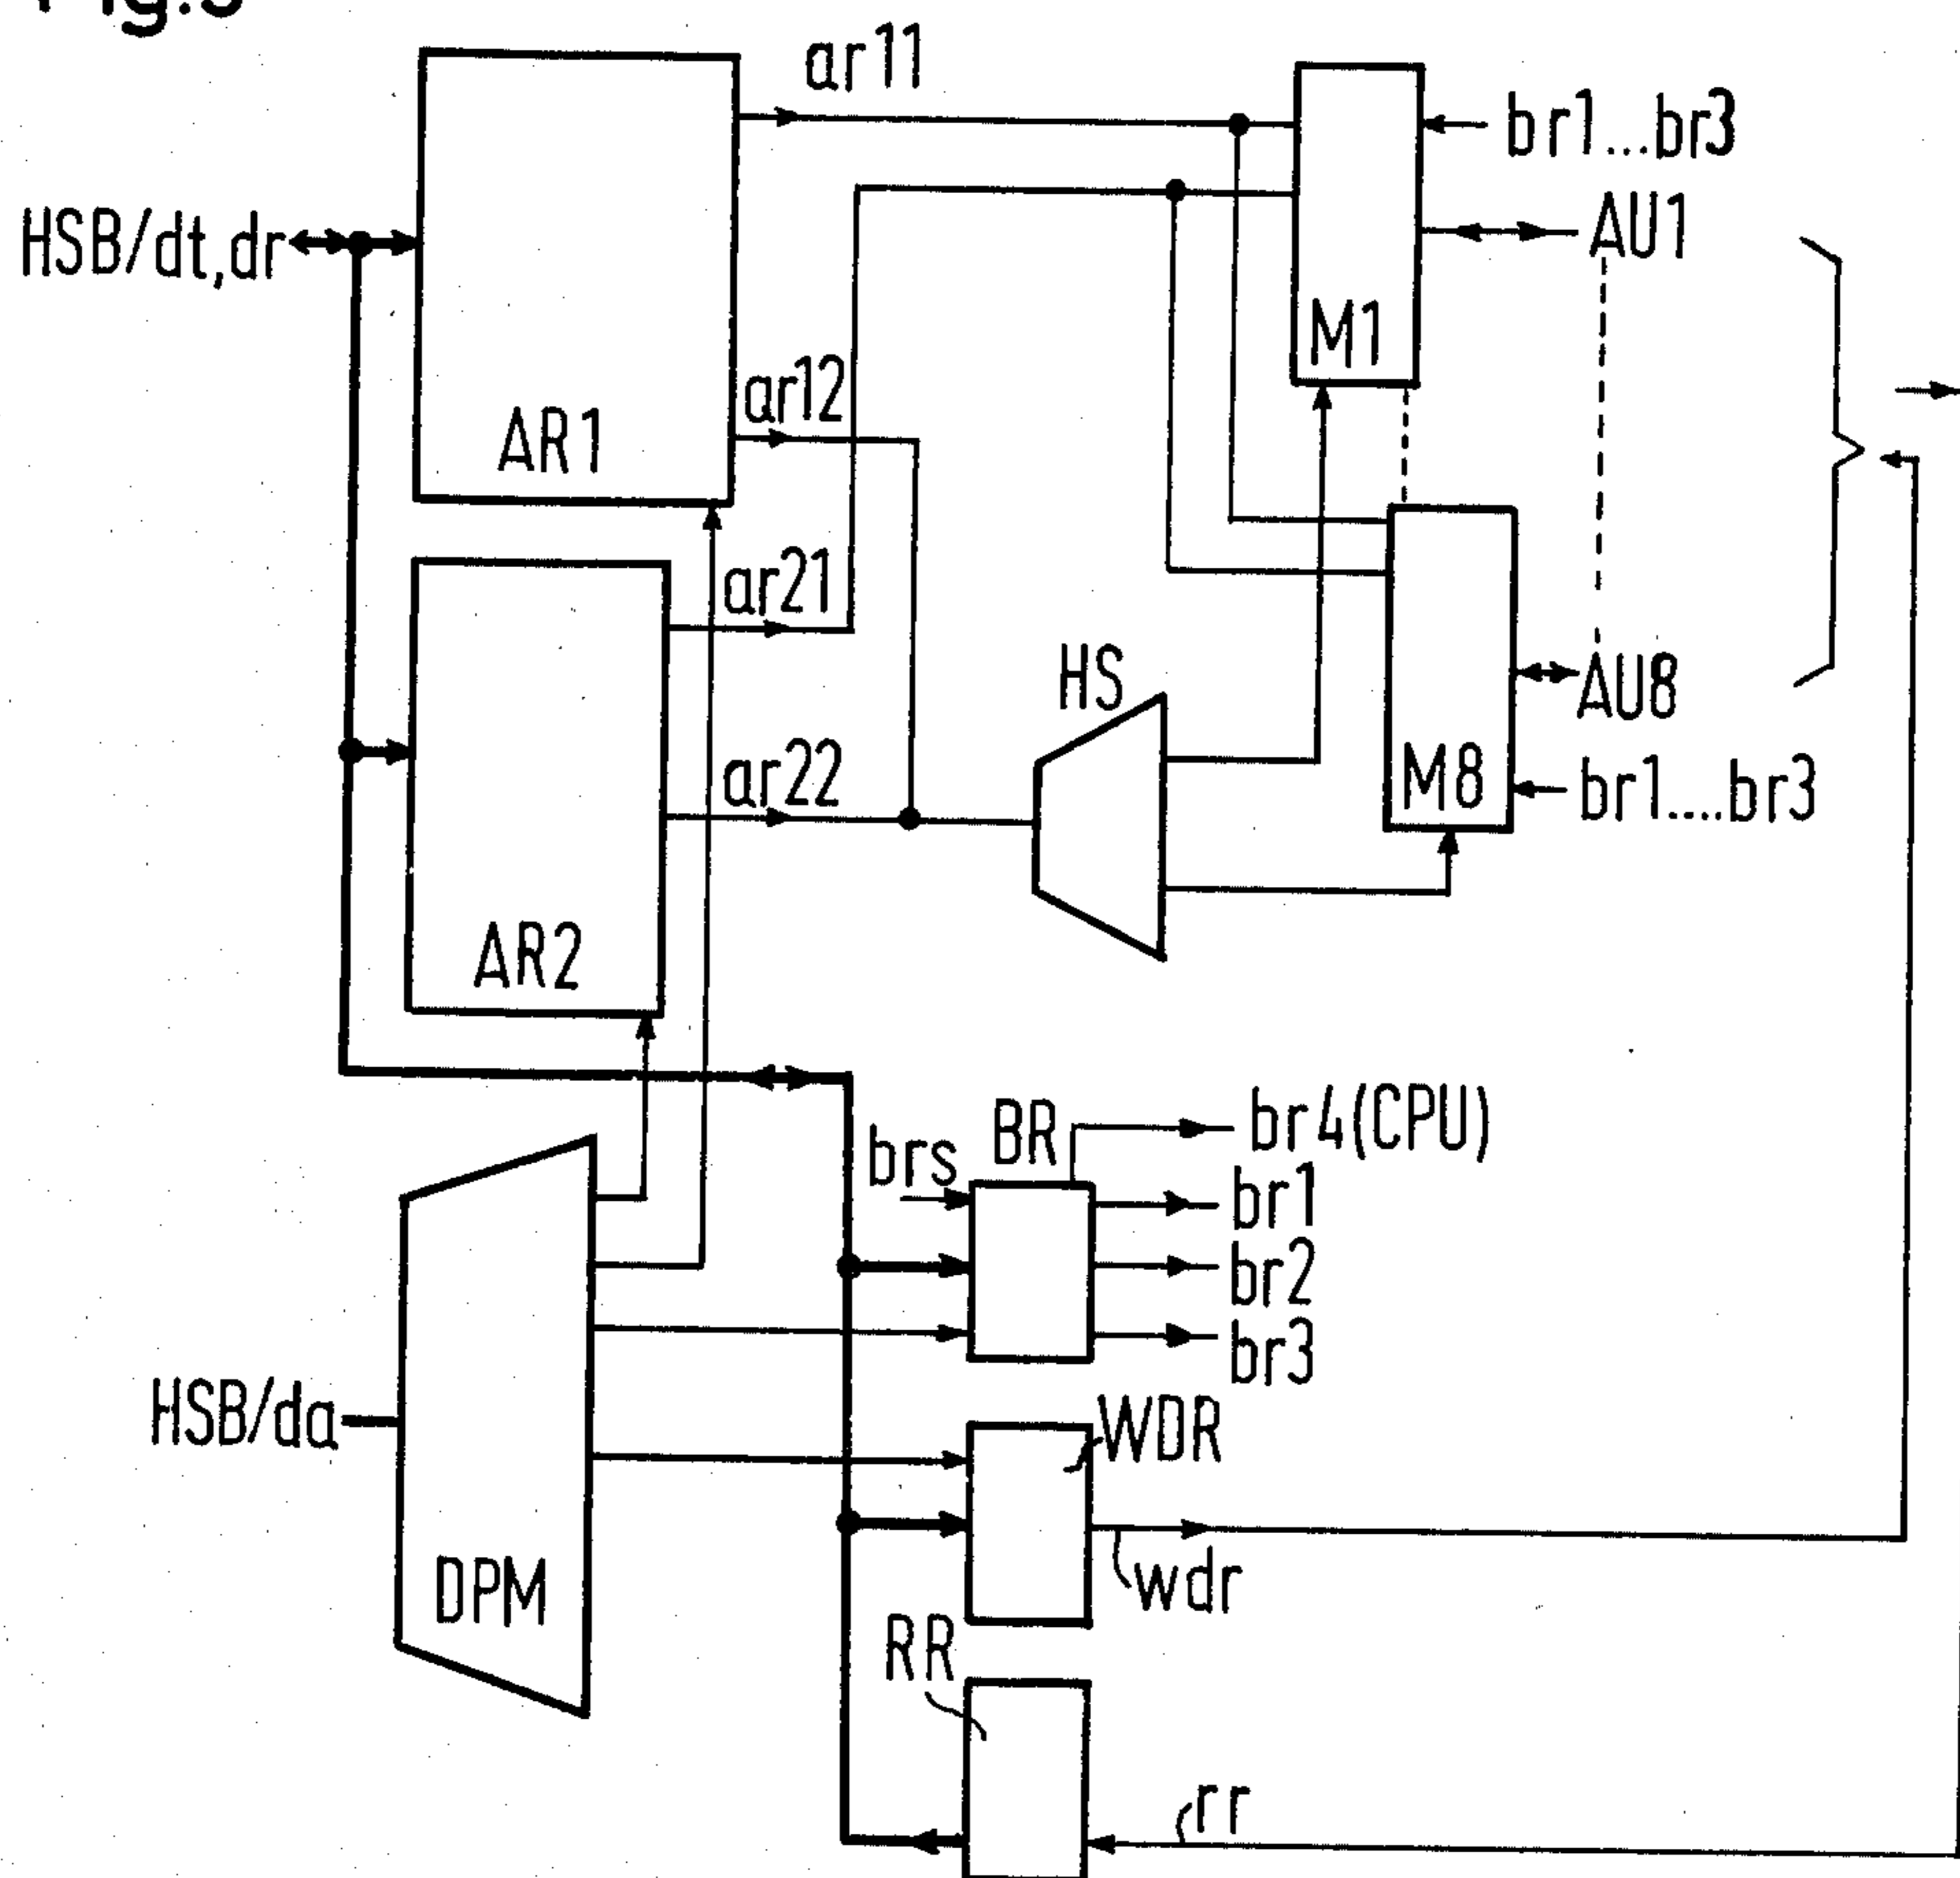 ar11
br1...br3
HSB/dt,dr
AU1
M1
ar12
AR1
ar21
HS
AU8
ar22
M8
br1....br3
AR2
br4(CPU)
BR
brs
br1
br2
br3
HSB/da
WDR
DPM
wdr
RR
rr